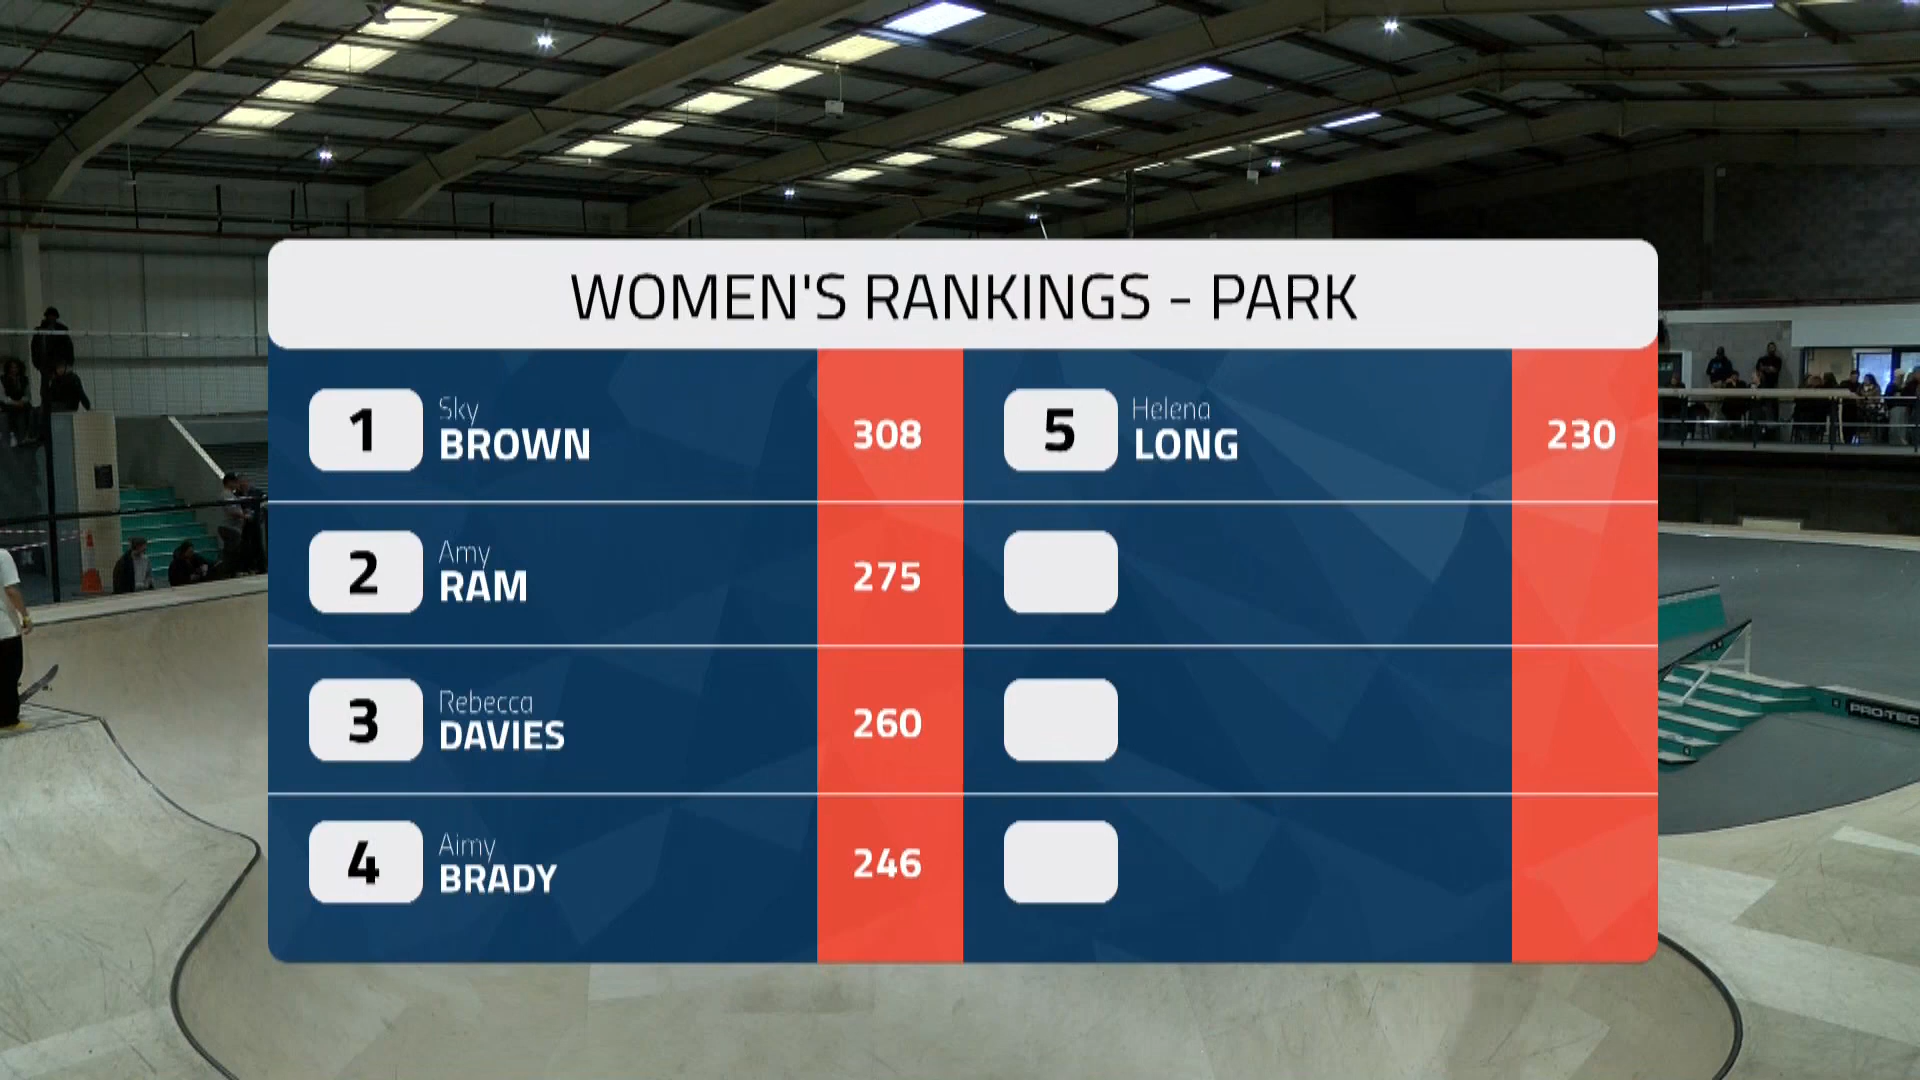 WOMEN'S RANKINGS - PARK
1
Sky
BROWN
308
2
Amy
RAM
275
3
Rebecca
DAVIES
260
4
Aimy
BRADY
246
5
Helena
LONG
230
PRO-TEC